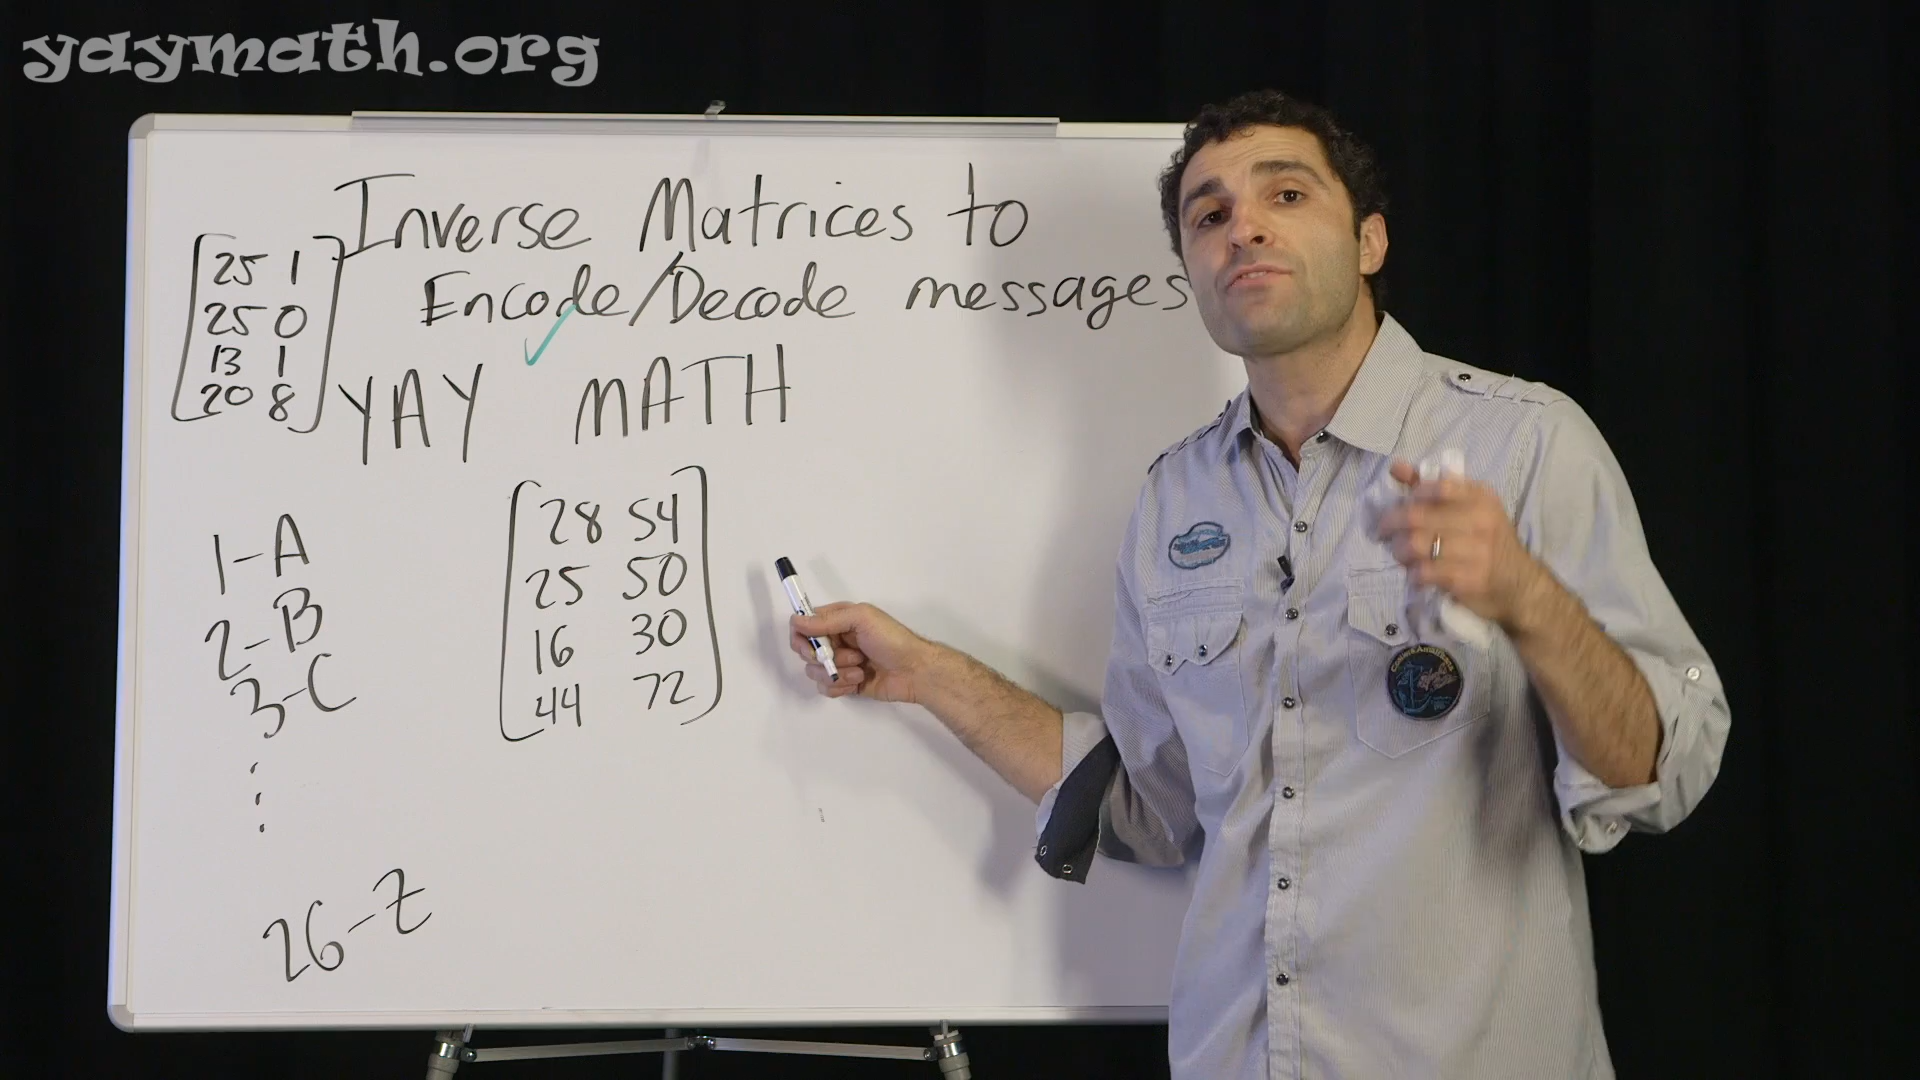 yaymath.org
Inverse Matrices to
Encode/Decode messages
25 1
25 0
13 1
20 8
YAY MATH
28 54
25 50
16 30
44 72
1-A
2-B
3-C
⋮
26-Z